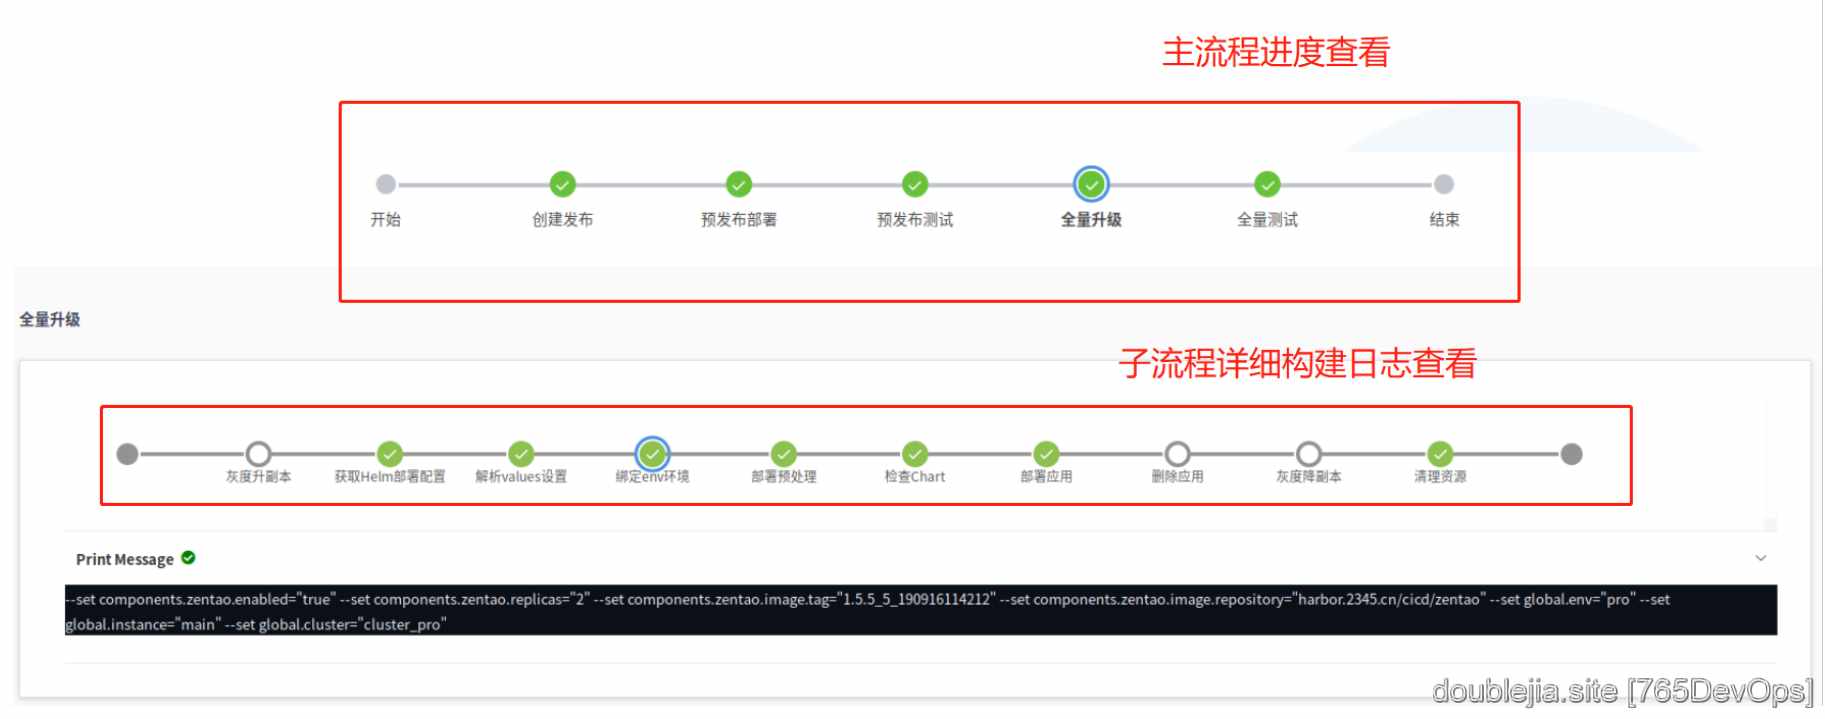 主流程进度查看
开始 创建发布 预发布部署 预发布测试 全量升级 全量测试 结束
全量升级
子流程详细构建日志查看
灰度升副本 获取Helm部署配置 解析values设置 绑定env环境 部署预处理 检查Chart 部署应用 删除应用 灰度降副本 清理资源
Print Message
--set components.zentao.enabled="true" --set components.zentao.replicas="2" --set components.zentao.image.tag="1.5.5_5_190916114212" --set components.zentao.image.repository="harbor.2345.cn/cicd/zentao" --set global.env="pro" --set
global.instance="main" --set global.cluster="cluster_pro"
doublejia.site [765DevOps]